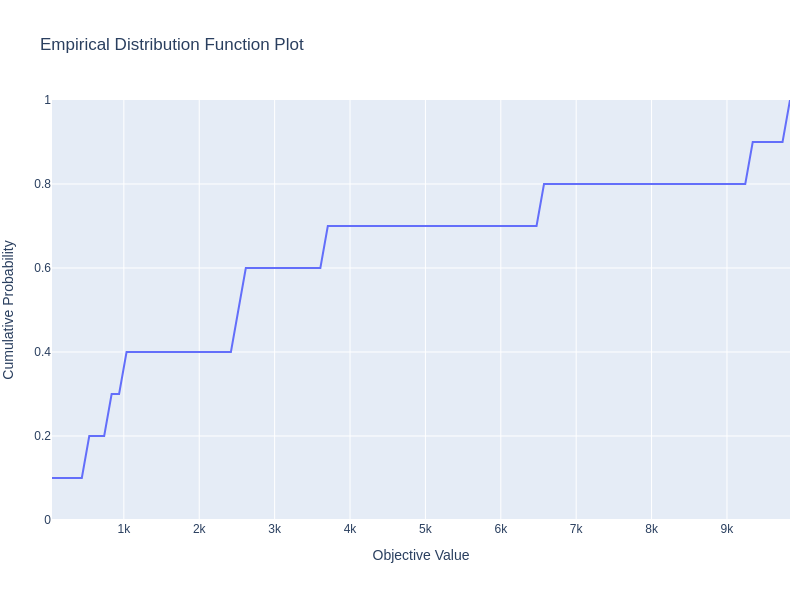 Empirical Distribution Function Plot
Cumulative Probability
1
0.8
0.6
0.4
0.2
0
1k 2k 3k 4k 5k 6k 7k 8k 9k
Objective Value